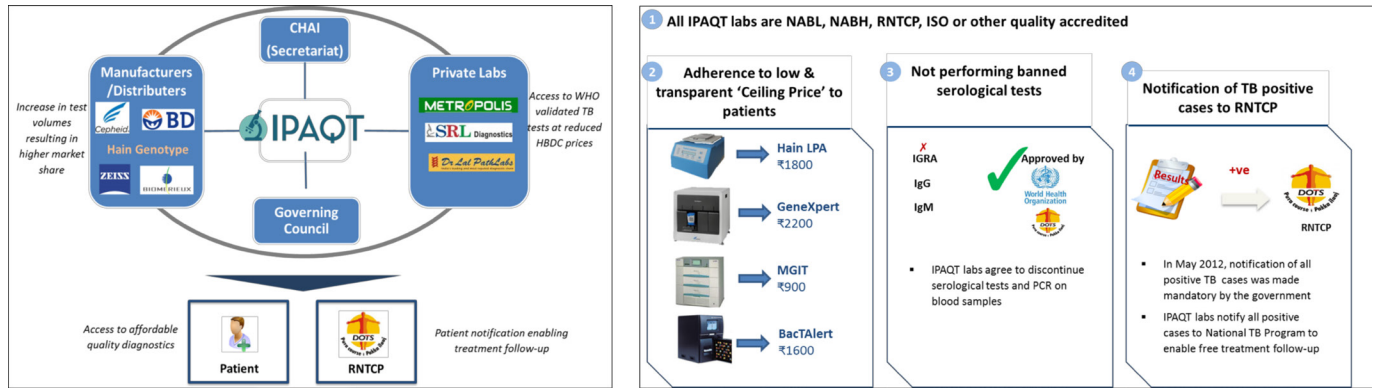 CHAI
(Secretariat)
Manufacturers
/Distributers
Cepheid.
BD
Hain Genotype
ZEISS
BIOMÉRIEUX
Increase in test
volumes
resulting in
higher market
share
IPAQT
Private Labs
METROPOLIS
SRL Diagnostics
Dr Lal PathLabs
Access to WHO
validated TB
tests at reduced
HBDC prices
Governing
Council
Access to affordable
quality diagnostics
Patient
DOTS
RNTCP
Patient notification enabling
treatment follow-up
1 All IPAQT labs are NABL, NABH, RNTCP, ISO or other quality accredited
2 Adherence to low &
transparent ‘Ceiling Price’ to
patients
Hain LPA
₹1800
GeneXpert
₹2200
MGIT
₹900
BacTAlert
₹1600
3 Not performing banned
serological tests
✗
IGRA
IgG
IgM
Approved by
World Health
Organization
DOTS
▪ IPAQT labs agree to discontinue
serological tests and PCR on
blood samples
4 Notification of TB positive
cases to RNTCP
Results
+ve
DOTS
RNTCP
▪ In May 2012, notification of all
positive TB cases was made
mandatory by the government
▪ IPAQT labs notify all positive
cases to National TB Program to
enable free treatment follow-up